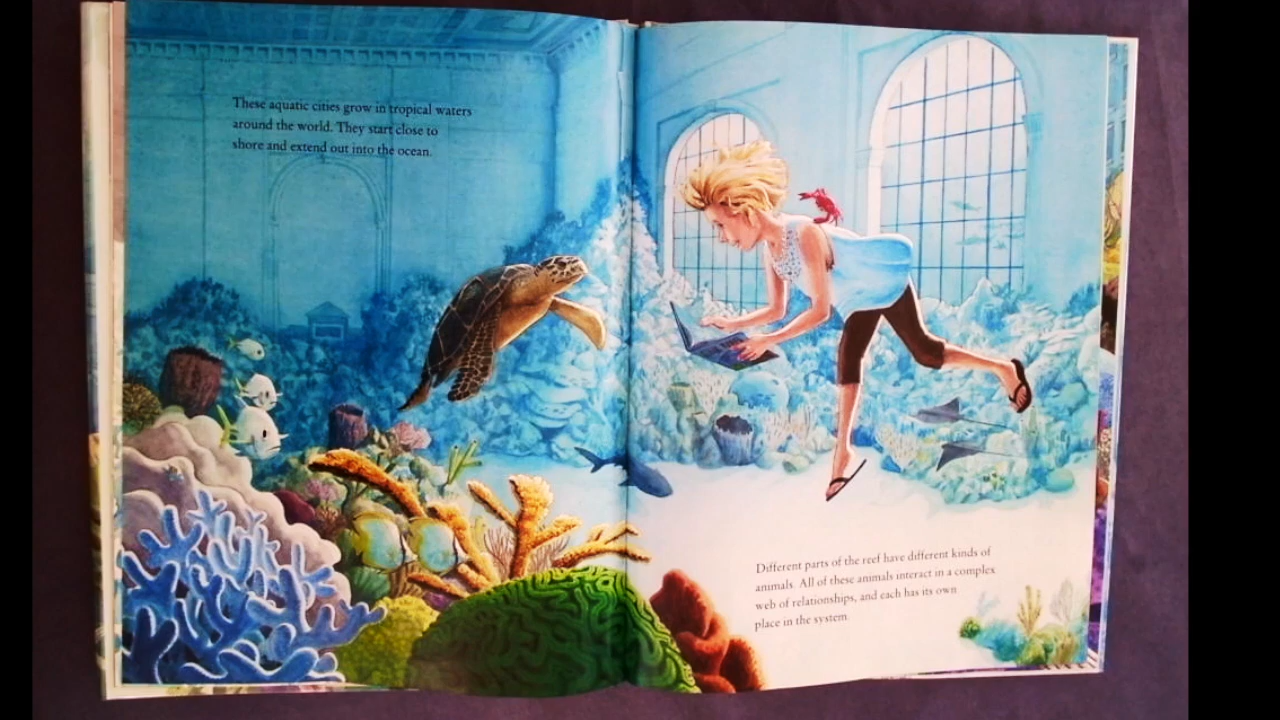 These aquatic cities grow in tropical waters
around the world. They start close to
shore and extend out into the ocean.
Different parts of the reef have different kinds of
animals. All of these animals interact in a complex
web of relationships, and each has its own
place in the system.